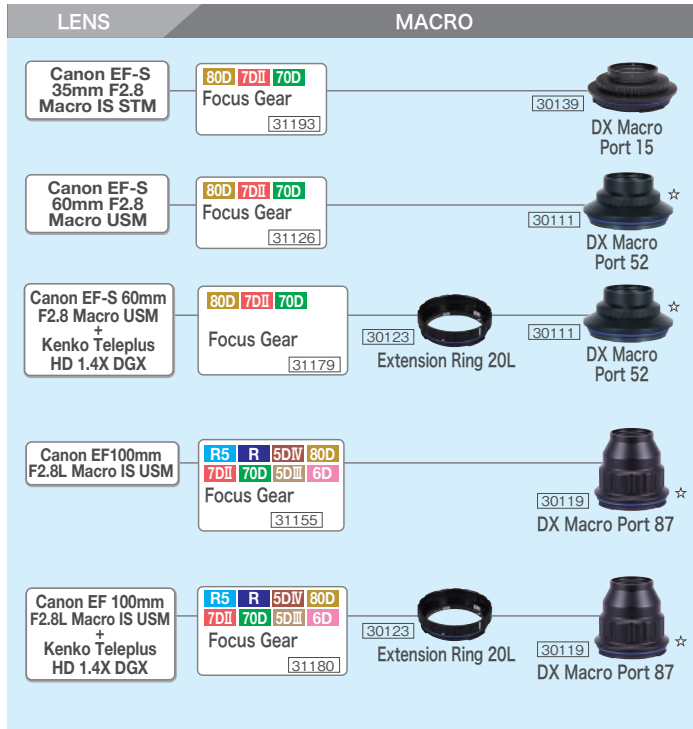 LENS MACRO
Canon EF-S
35mm F2.8
Macro IS STM
80D 7DⅡ 70D
Focus Gear
31193
30139
DX Macro
Port 15
Canon EF-S
60mm F2.8
Macro USM
80D 7DⅡ 70D
Focus Gear
31126
30111
☆
DX Macro
Port 52
Canon EF-S 60mm
F2.8 Macro USM
+
Kenko Teleplus
HD 1.4X DGX
80D 7DⅡ 70D
Focus Gear
31179
30123
Extension Ring 20L
30111
☆
DX Macro
Port 52
Canon EF100mm
F2.8L Macro IS USM
R5 R 5DⅣ 80D
7DⅡ 70D 5DⅢ 6D
Focus Gear
31155
30119
☆
DX Macro Port 87
Canon EF 100mm
F2.8L Macro IS USM
+
Kenko Teleplus
HD 1.4X DGX
R5 R 5DⅣ 80D
7DⅡ 70D 5DⅢ 6D
Focus Gear
31180
30123
Extension Ring 20L
30119
☆
DX Macro Port 87